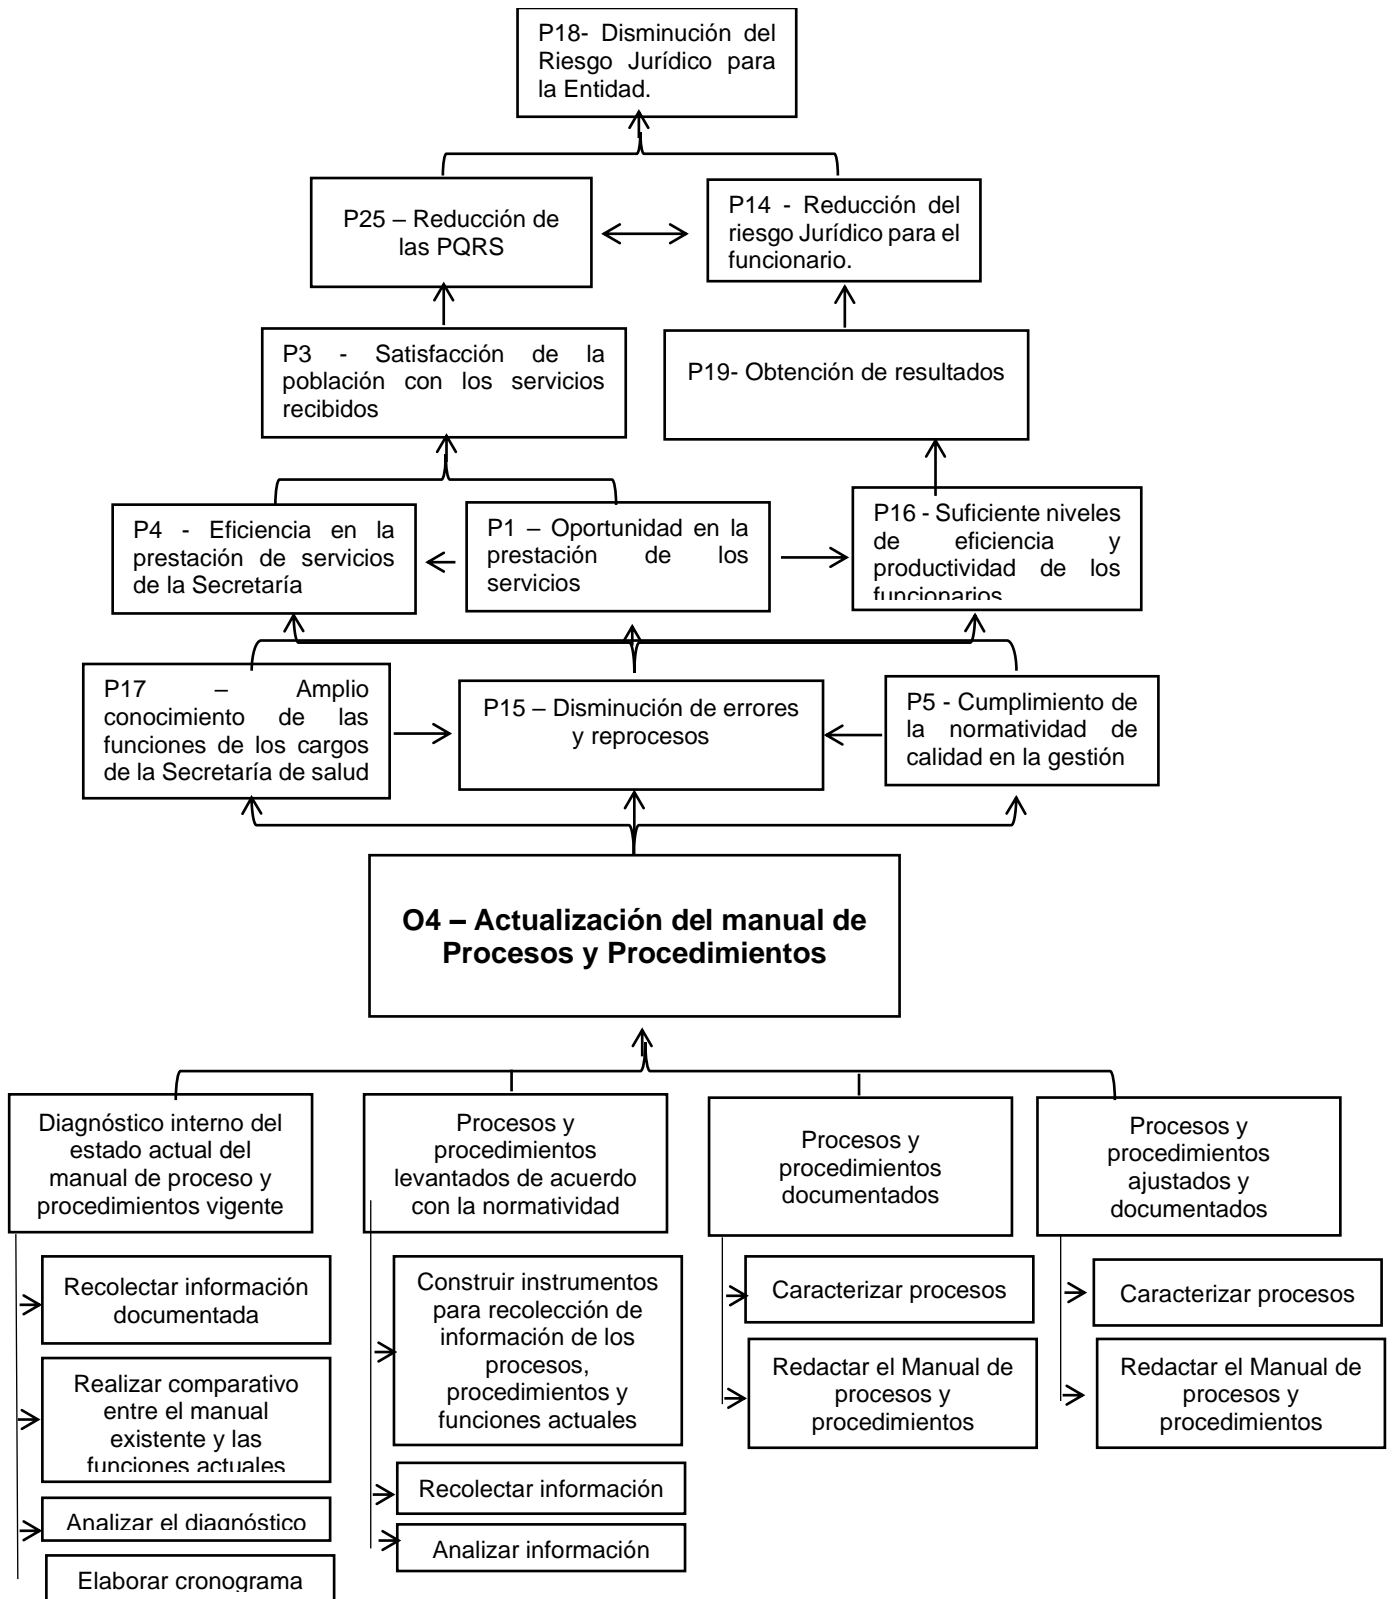 P18- Disminución del
Riesgo Jurídico para
la Entidad.
P25 – Reducción de
las PQRS
P14 - Reducción del
riesgo Jurídico para el
funcionario.
P3 - Satisfacción de la
población con los servicios
recibidos
P19- Obtención de resultados
P4 - Eficiencia en la
prestación de servicios
de la Secretaría
P1 – Oportunidad en la
prestación de los
servicios
P16 - Suficiente niveles
de eficiencia y
productividad de los
funcionarios
P17 – Amplio
conocimiento de las
funciones de los cargos
de la Secretaría de salud
P15 – Disminución de errores
y reprocesos
P5 - Cumplimiento de
la normatividad de
calidad en la gestión
O4 – Actualización del manual de
Procesos y Procedimientos
Diagnóstico interno del
estado actual del
manual de proceso y
procedimientos vigente
Recolectar información
documentada
Realizar comparativo
entre el manual
existente y las
funciones actuales
Analizar el diagnóstico
Elaborar cronograma
Procesos y
procedimientos
levantados de acuerdo
con la normatividad
Construir instrumentos
para recolección de
información de los
procesos,
procedimientos y
funciones actuales
Recolectar información
Analizar información
Procesos y
procedimientos
documentados
Caracterizar procesos
Redactar el Manual de
procesos y
procedimientos
Procesos y
procedimientos
ajustados y
documentados
Caracterizar procesos
Redactar el Manual de
procesos y
procedimientos